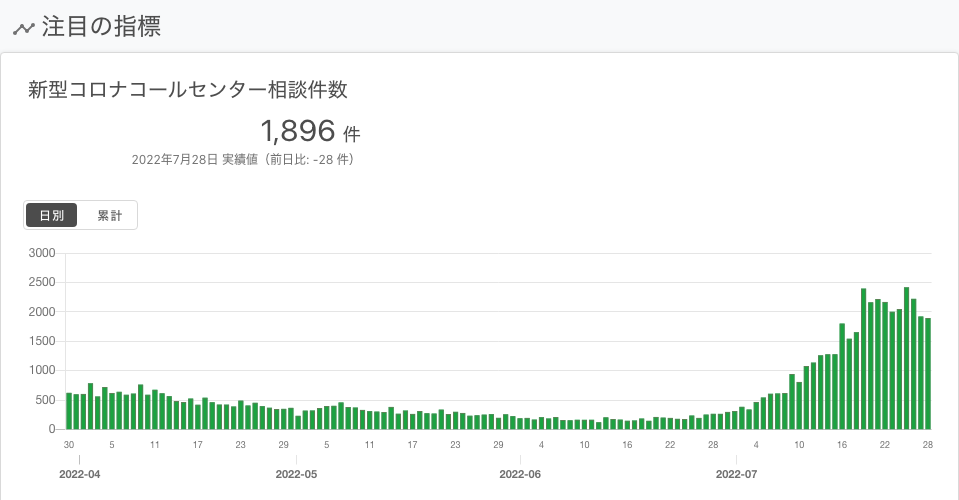 注目の指標
新型コロナコールセンター相談件数
1,896 件
2022年7月28日 実績値（前日比: -28 件）
日別 累計
3000
2500
2000
1500
1000
500
0
30 5 11 17 23 29 5 11 17 23 29 4 10 16 22 28 4 10 16 22 28
2022-04 2022-05 2022-06 2022-07